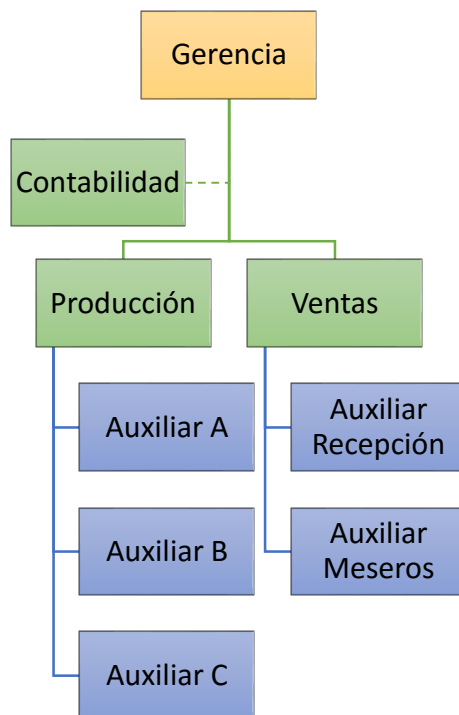 Gerencia
Contabilidad
Producción
Ventas
Auxiliar A
Auxiliar B
Auxiliar C
Auxiliar
Recepción
Auxiliar
Meseros